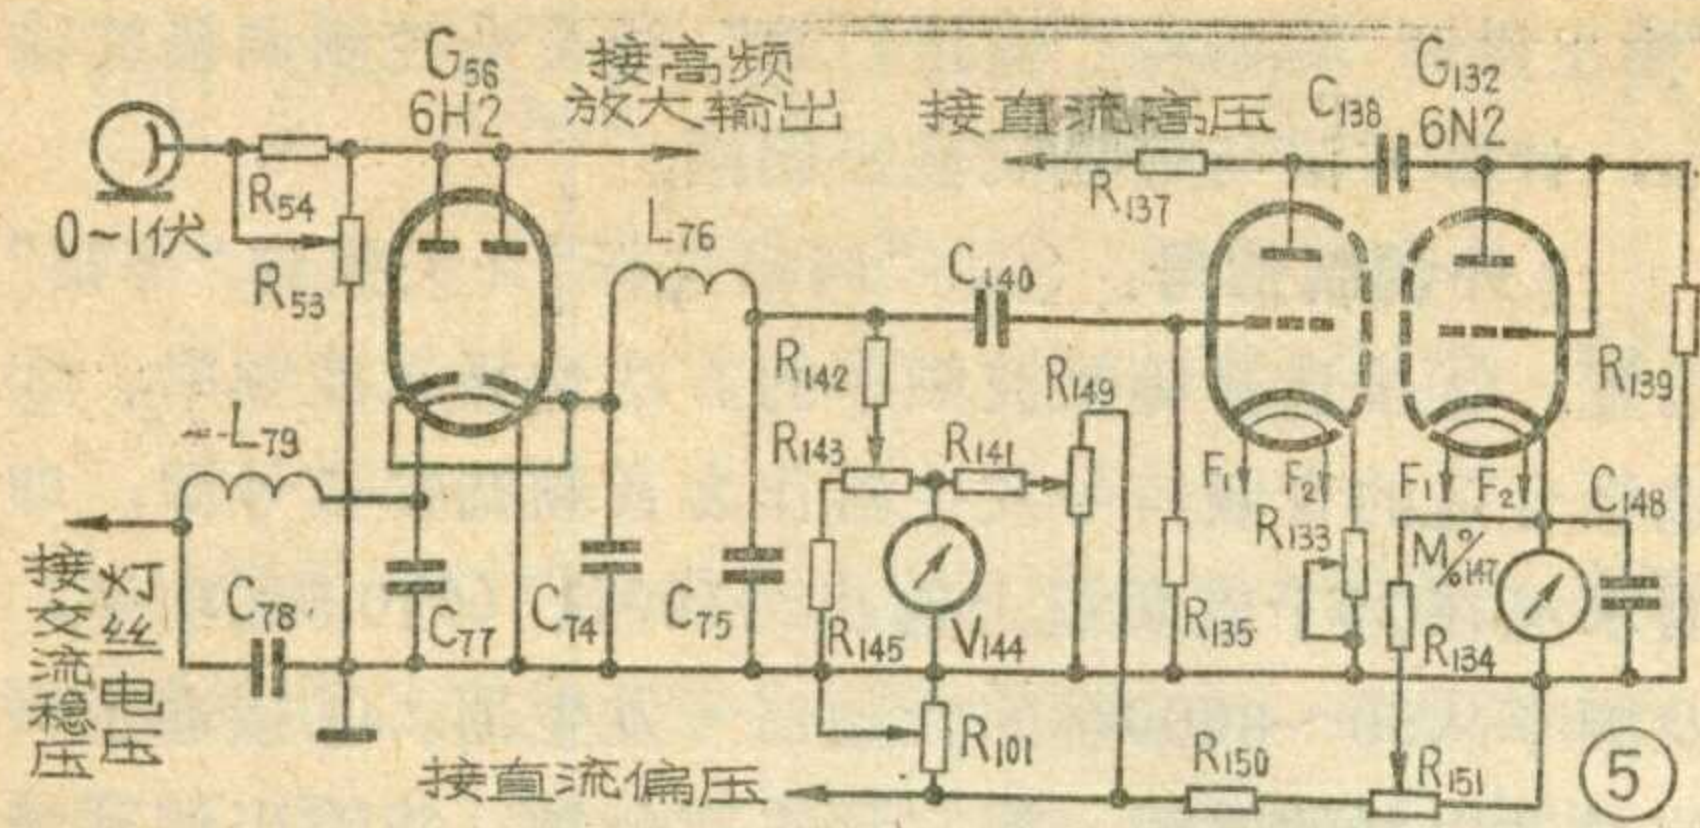 G56
6H2
接高频
放大输出
接直流高压
C138
G132
6N2
R54
0~1伏
R53
L76
C140
R137
R142
R149
R139
L79
R143
R141
F1
F2
F1
F2
C148
R133
M%147
接交流稳压
灯丝电压
C78
C77
C74
C75
R145
V144
R135
R134
R101
接直流偏压
R150
R151
5